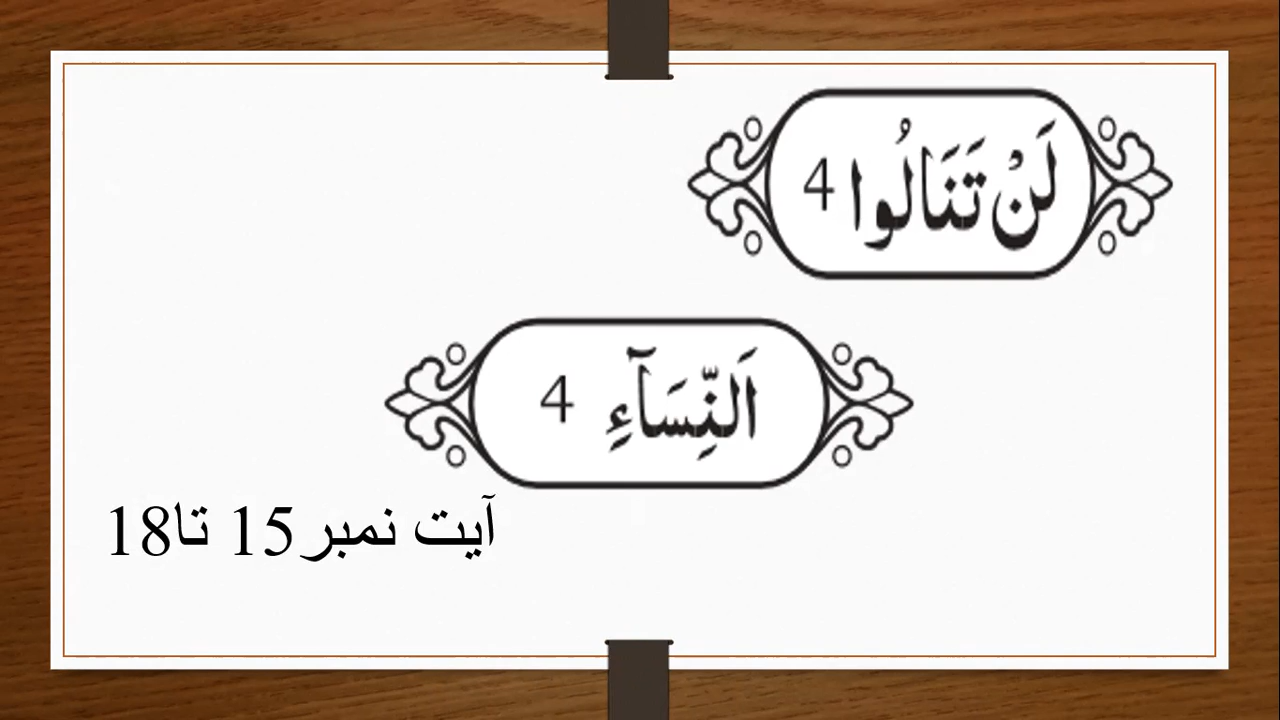 لَنْ تَنَالُوا 4
اَلنِّسَآءِ 4
آیت نمبر15 تا18